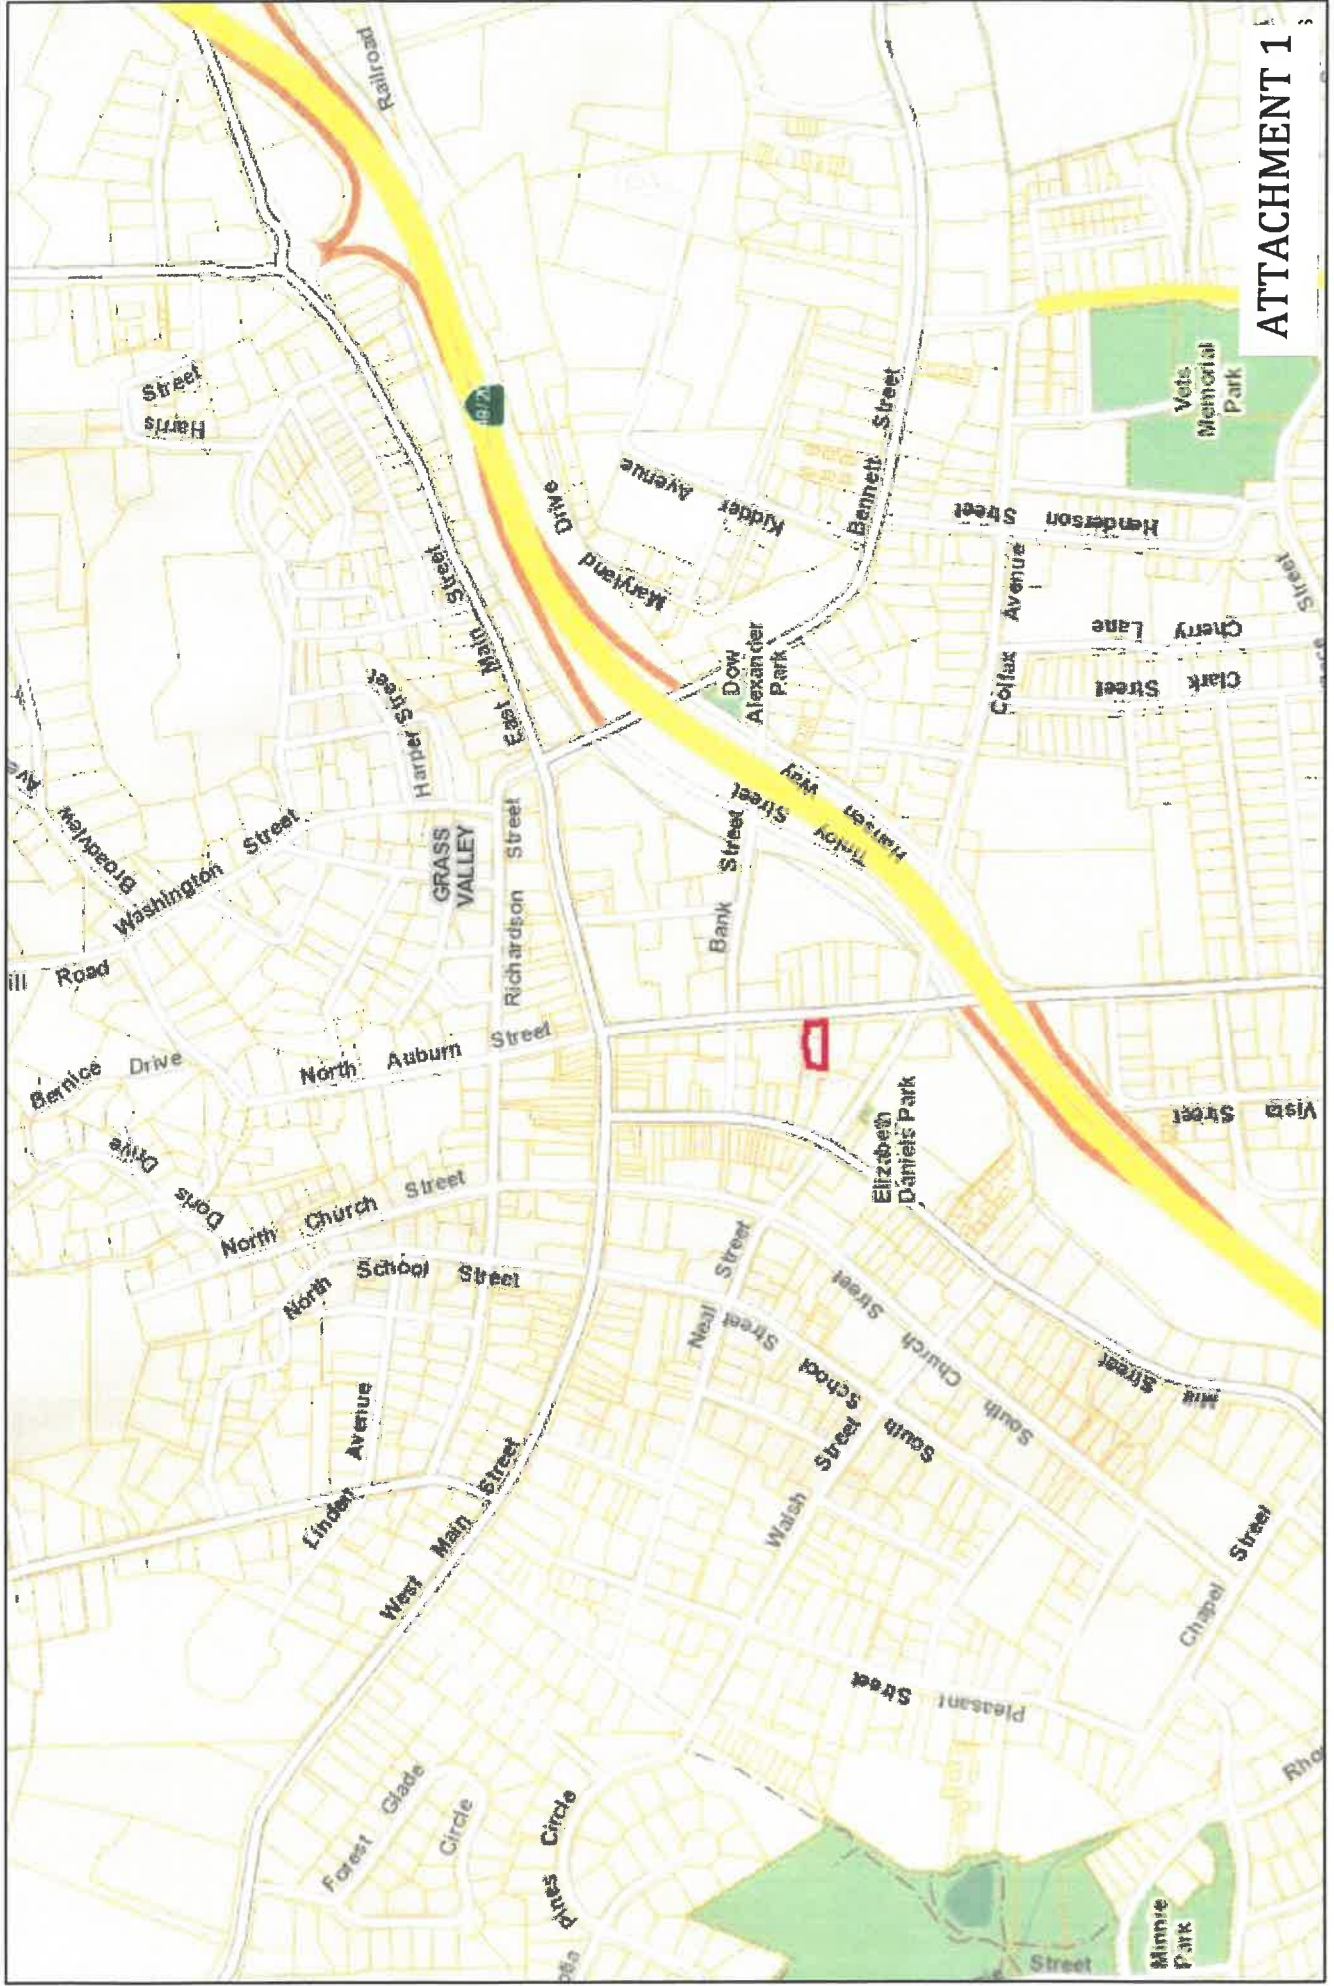 Railroad
ATTACHMENT 1
Harris
Street
Vets
Memorial
Park
Drive
Maryland
Kidder
Avenue
Bennett Street
Henderson Street
Colfax Avenue
Cherry Lane
Clark Street
Street
Dow
Alexander
Park
East Main Street
Harper Street
Broadview
Ave
Washington Street
GRASS
VALLEY
Richardson Street
Bank Street
Street
Tinloy
Hansen
Way
Road
Bernice Drive
North Auburn Street
Doris
Drive
North Church Street
North School Street
Elizabeth
Daniels Park
Vista Street
Neal Street
South School Street
South Church Street
Mill Street
Linden Avenue
West Main Street
Walsh Street
Chapel Street
Pleasant Street
Forest Glade
Circle
Pines Circle
Minnie
Park
Street